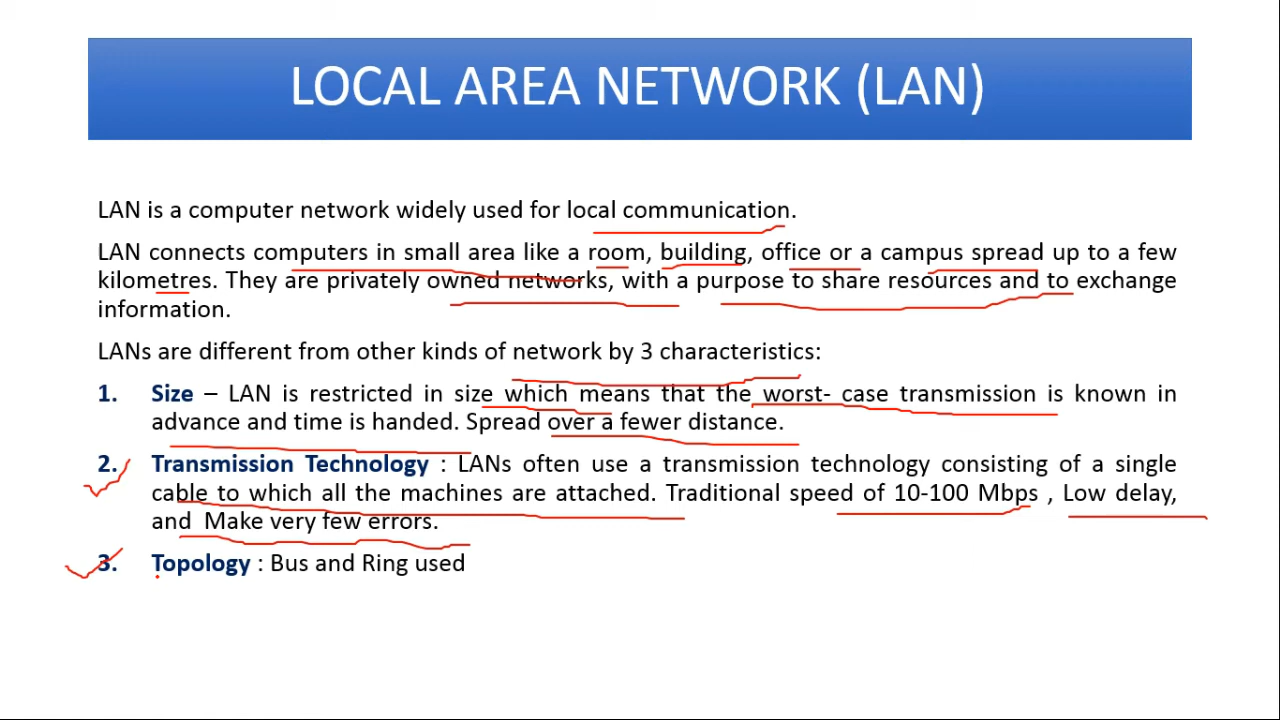 LOCAL AREA NETWORK (LAN)
LAN is a computer network widely used for local communication.
LAN connects computers in small area like a room, building, office or a campus spread up to a few
kilometres. They are privately owned networks, with a purpose to share resources and to exchange
information.
LANs are different from other kinds of network by 3 characteristics:
1. Size – LAN is restricted in size which means that the worst- case transmission is known in
advance and time is handed. Spread over a fewer distance.
2. Transmission Technology : LANs often use a transmission technology consisting of a single
cable to which all the machines are attached. Traditional speed of 10-100 Mbps , Low delay,
and Make very few errors.
3. Topology : Bus and Ring used